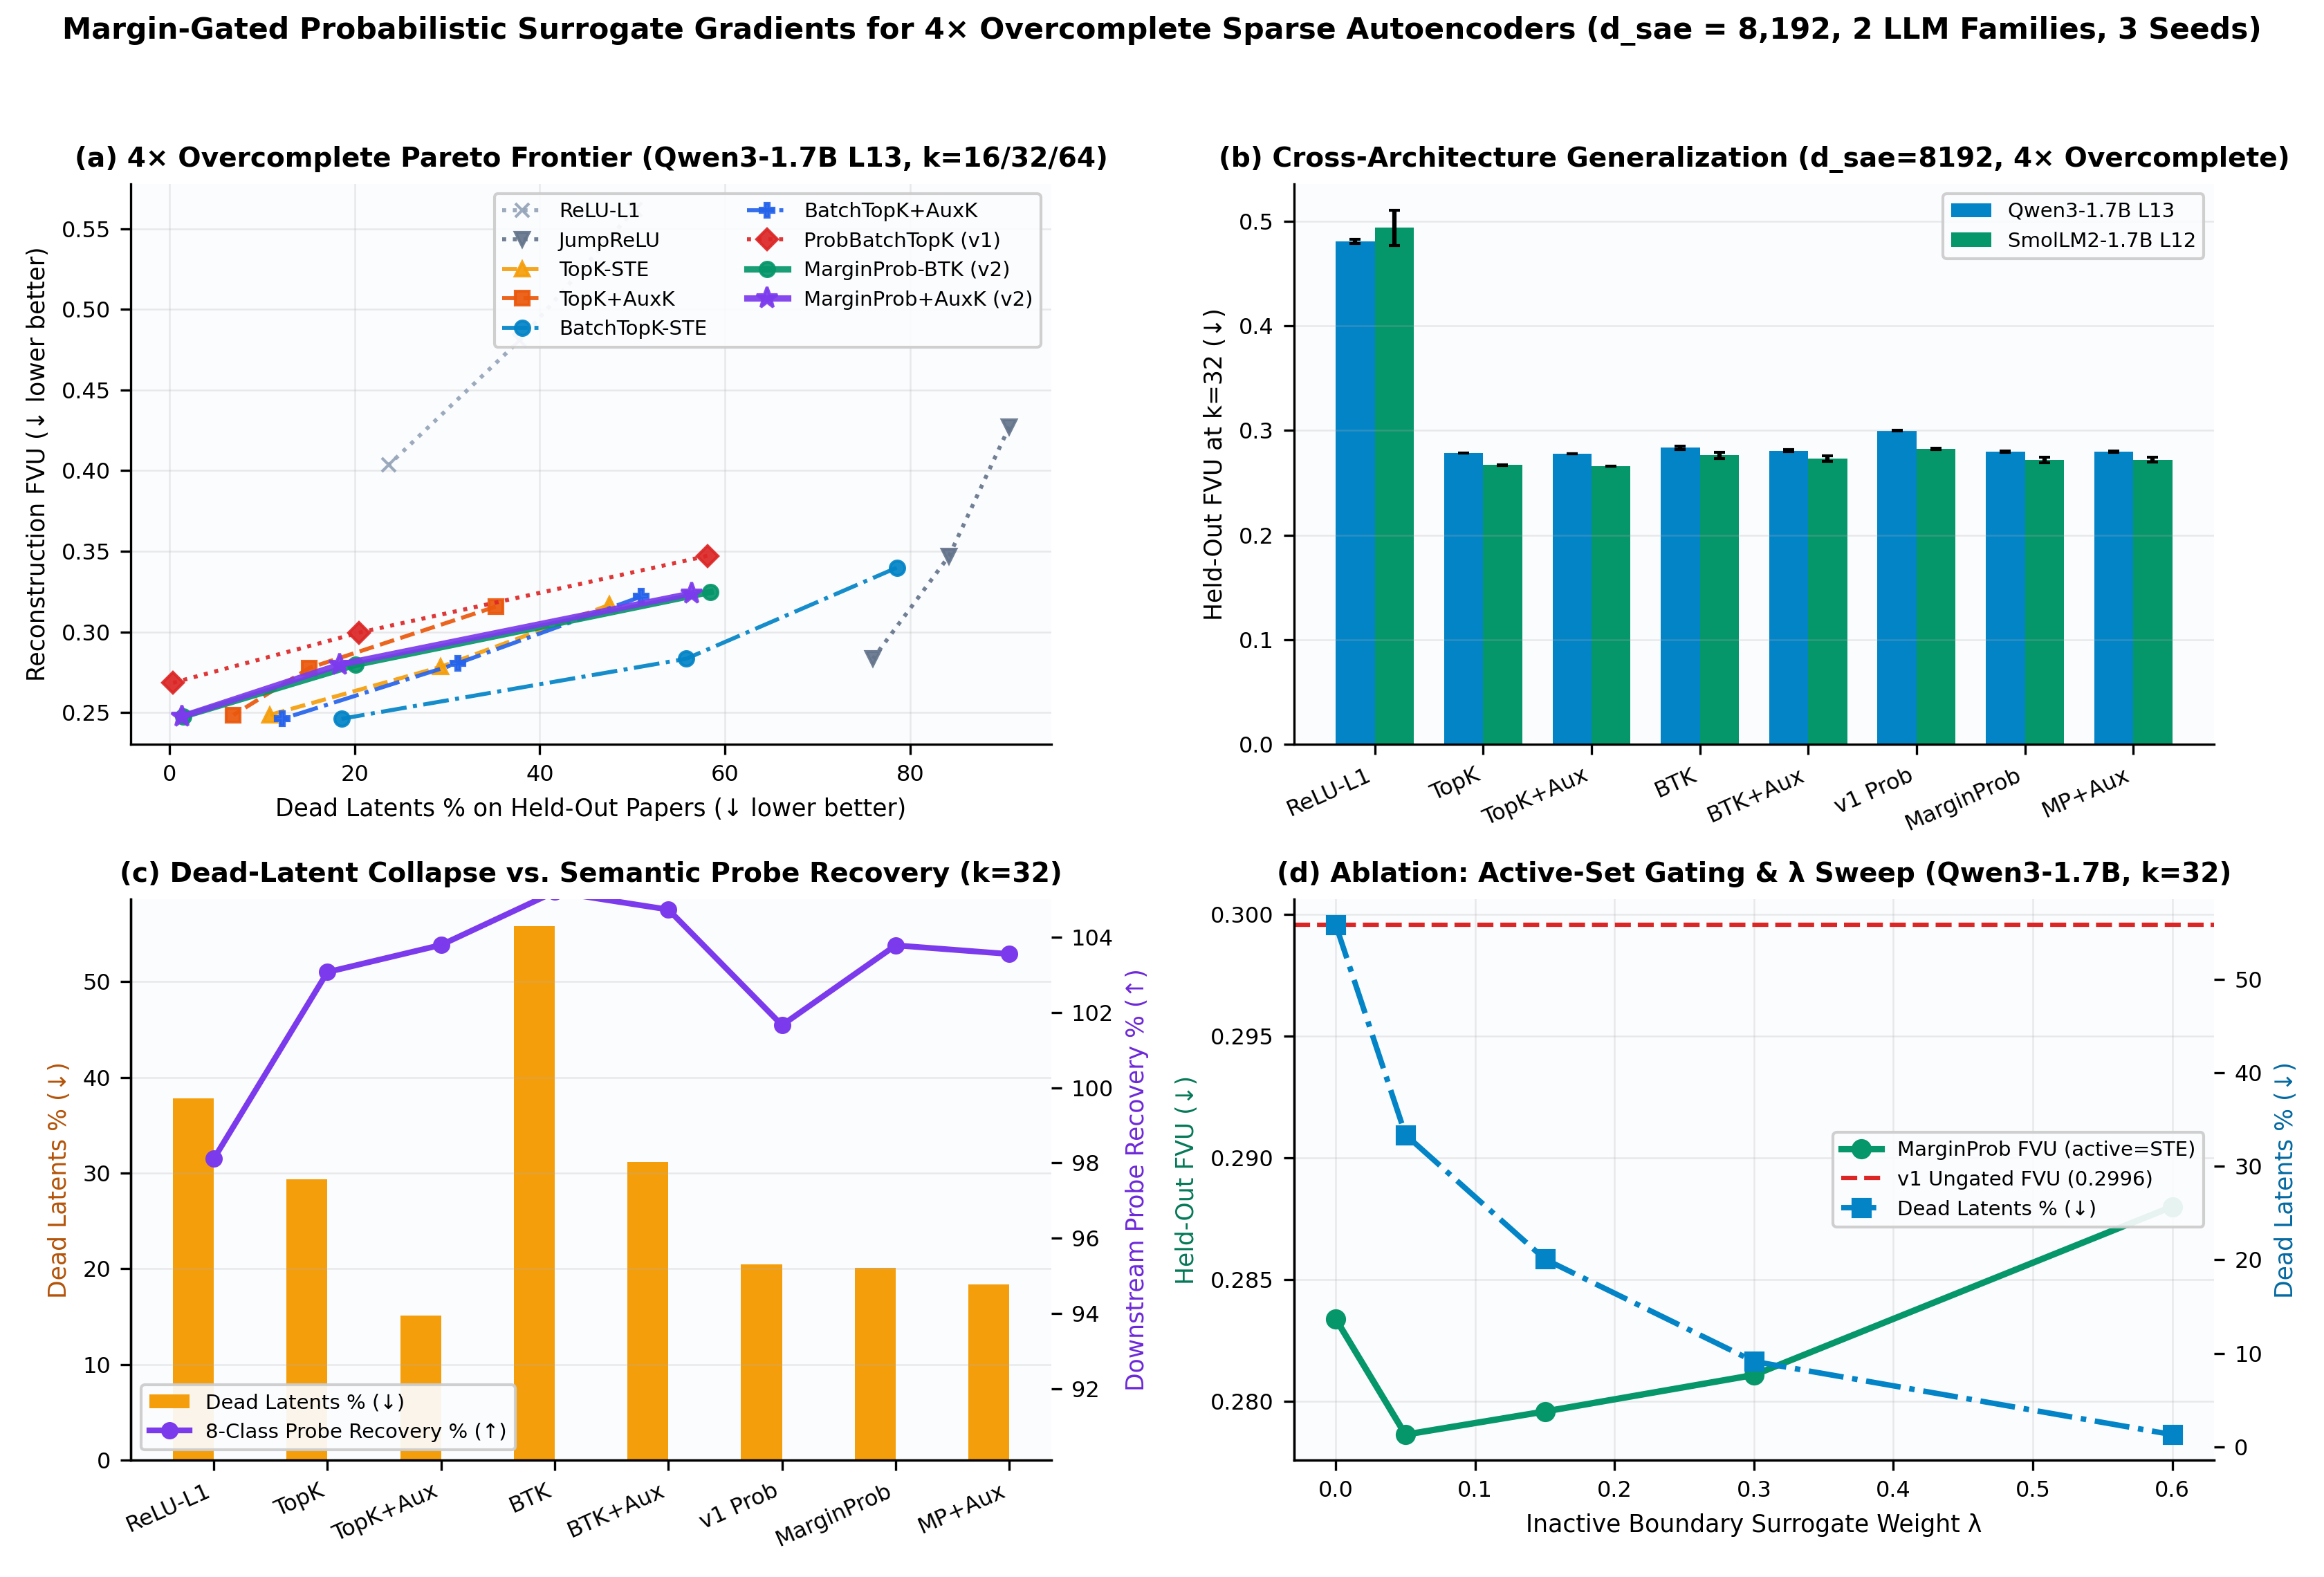 Margin-Gated Probabilistic Surrogate Gradients for 4× Overcomplete Sparse Autoencoders (d_sae = 8,192, 2 LLM Families, 3 Seeds)
(a) 4× Overcomplete Pareto Frontier (Qwen3-1.7B L13, k=16/32/64)
Reconstruction FVU (↓ lower better)
0.55
0.50
0.45
0.40
0.35
0.30
0.25
ReLU-L1
JumpReLU
TopK-STE
TopK+AuxK
BatchTopK-STE
BatchTopK+AuxK
ProbBatchTopK (v1)
MarginProb-BTK (v2)
MarginProb+AuxK (v2)
0 20 40 60 80
Dead Latents % on Held-Out Papers (↓ lower better)
(b) Cross-Architecture Generalization (d_sae=8192, 4× Overcomplete)
Held-Out FVU at k=32 (↓)
0.5
0.4
0.3
0.2
0.1
0.0
Qwen3-1.7B L13
SmolLM2-1.7B L12
ReLU-L1 TopK TopK+Aux BTK BTK+Aux v1 Prob MarginProb MP+Aux
(c) Dead-Latent Collapse vs. Semantic Probe Recovery (k=32)
Dead Latents % (↓)
50
40
30
20
10
0
Dead Latents % (↓)
8-Class Probe Recovery % (↑)
104
102
100
98
96
94
92
Downstream Probe Recovery % (↑)
ReLU-L1 TopK TopK+Aux BTK BTK+Aux v1 Prob MarginProb MP+Aux
(d) Ablation: Active-Set Gating & λ Sweep (Qwen3-1.7B, k=32)
Held-Out FVU (↓)
0.300
0.295
0.290
0.285
0.280
MarginProb FVU (active=STE)
v1 Ungated FVU (0.2996)
Dead Latents % (↓)
50
40
30
20
10
0
Dead Latents % (↓)
0.0 0.1 0.2 0.3 0.4 0.5 0.6
Inactive Boundary Surrogate Weight λ